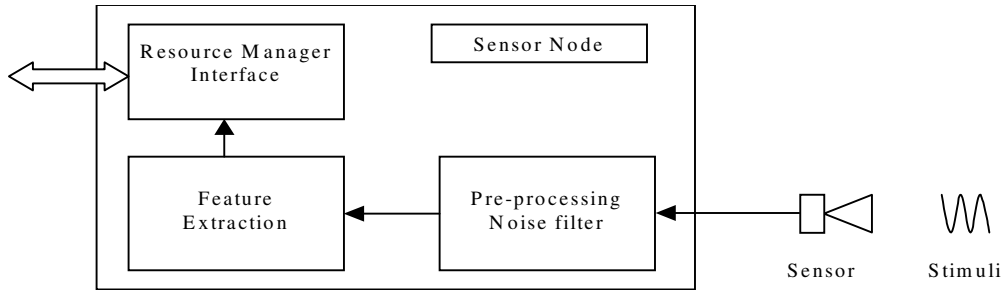 Resource Manager
Interface
Sensor Node
Feature
Extraction
Pre-processing
Noise filter
Sensor
Stimuli